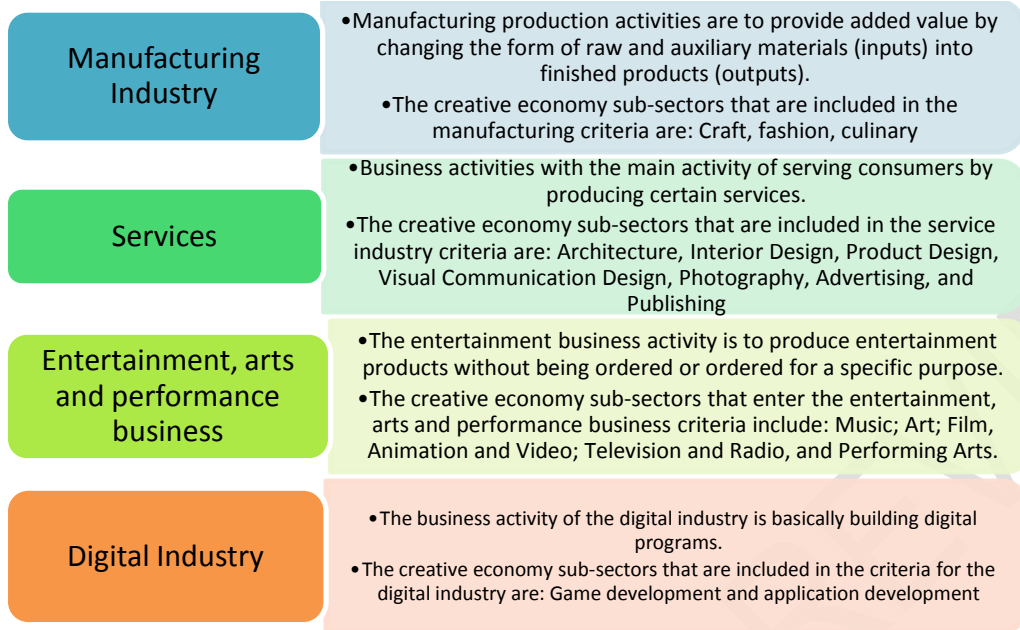 Manufacturing
Industry
•Manufacturing production activities are to provide added value by
changing the form of raw and auxiliary materials (inputs) into
finished products (outputs).
•The creative economy sub-sectors that are included in the
manufacturing criteria are: Craft, fashion, culinary
Services
•Business activities with the main activity of serving consumers by
producing certain services.
•The creative economy sub-sectors that are included in the service
industry criteria are: Architecture, Interior Design, Product Design,
Visual Communication Design, Photography, Advertising, and
Publishing
Entertainment, arts
and performance
business
•The entertainment business activity is to produce entertainment
products without being ordered or ordered for a specific purpose.
•The creative economy sub-sectors that enter the entertainment,
arts and performance business criteria include: Music; Art; Film,
Animation and Video; Television and Radio, and Performing Arts.
Digital Industry
•The business activity of the digital industry is basically building digital
programs.
•The creative economy sub-sectors that are included in the criteria for the
digital industry are: Game development and application development